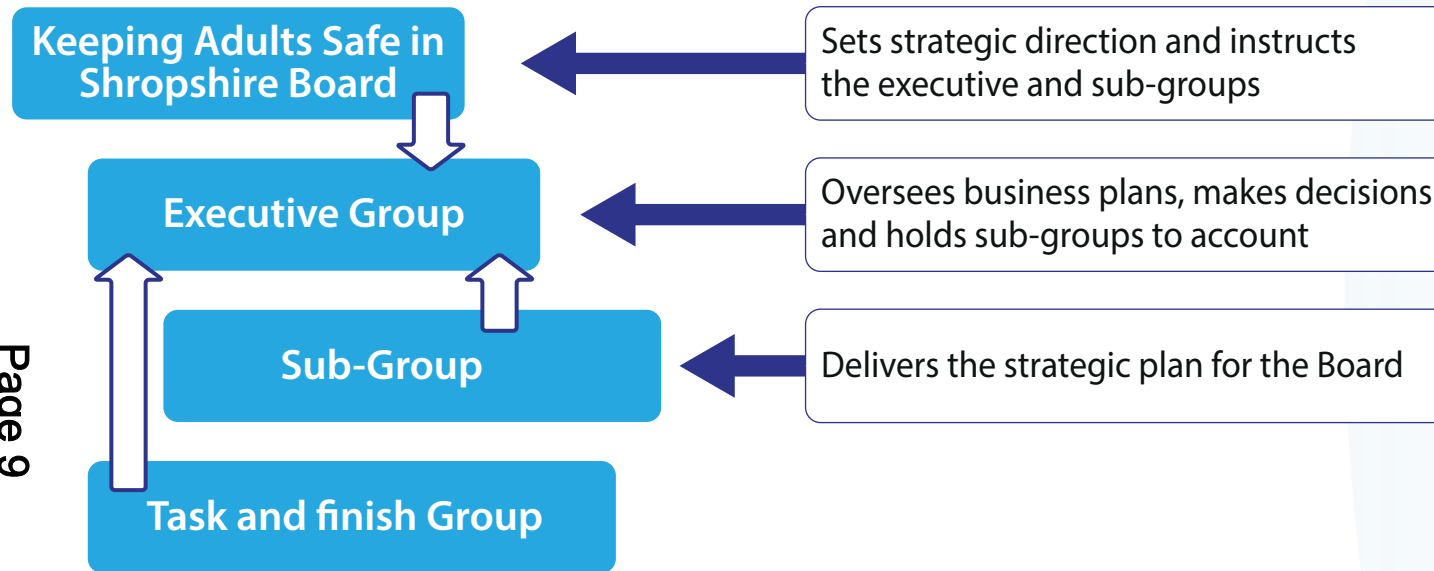 Keeping Adults Safe in
Shropshire Board
Sets strategic direction and instructs
the executive and sub-groups
Executive Group
Oversees business plans, makes decisions
and holds sub-groups to account
Sub-Group
Delivers the strategic plan for the Board
Task and finish Group
Page 9